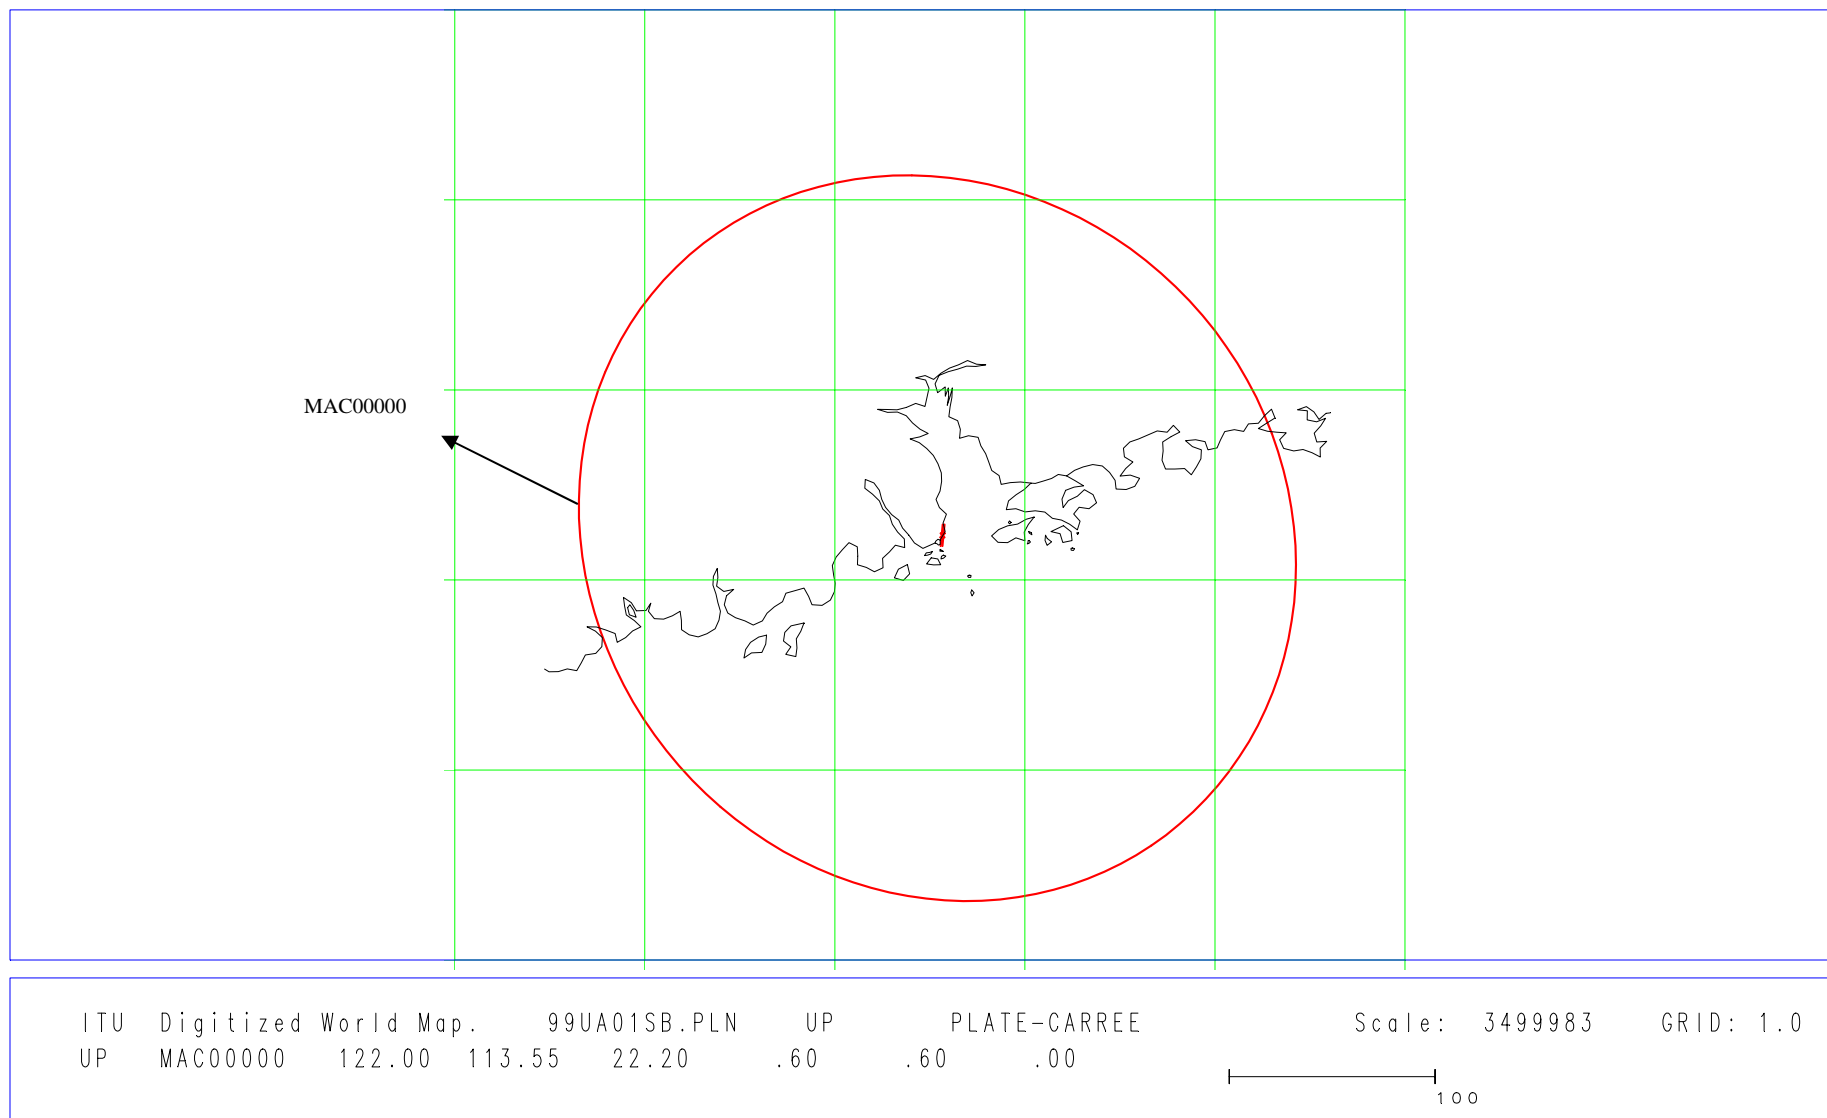 MAC00000
ITU Digitized World Map. 99UA01SB.PLN UP PLATE-CARREE Scale: 3499983 GRID: 1.0
UP MAC00000 122.00 113.55 22.20 .60 .60 .00
100